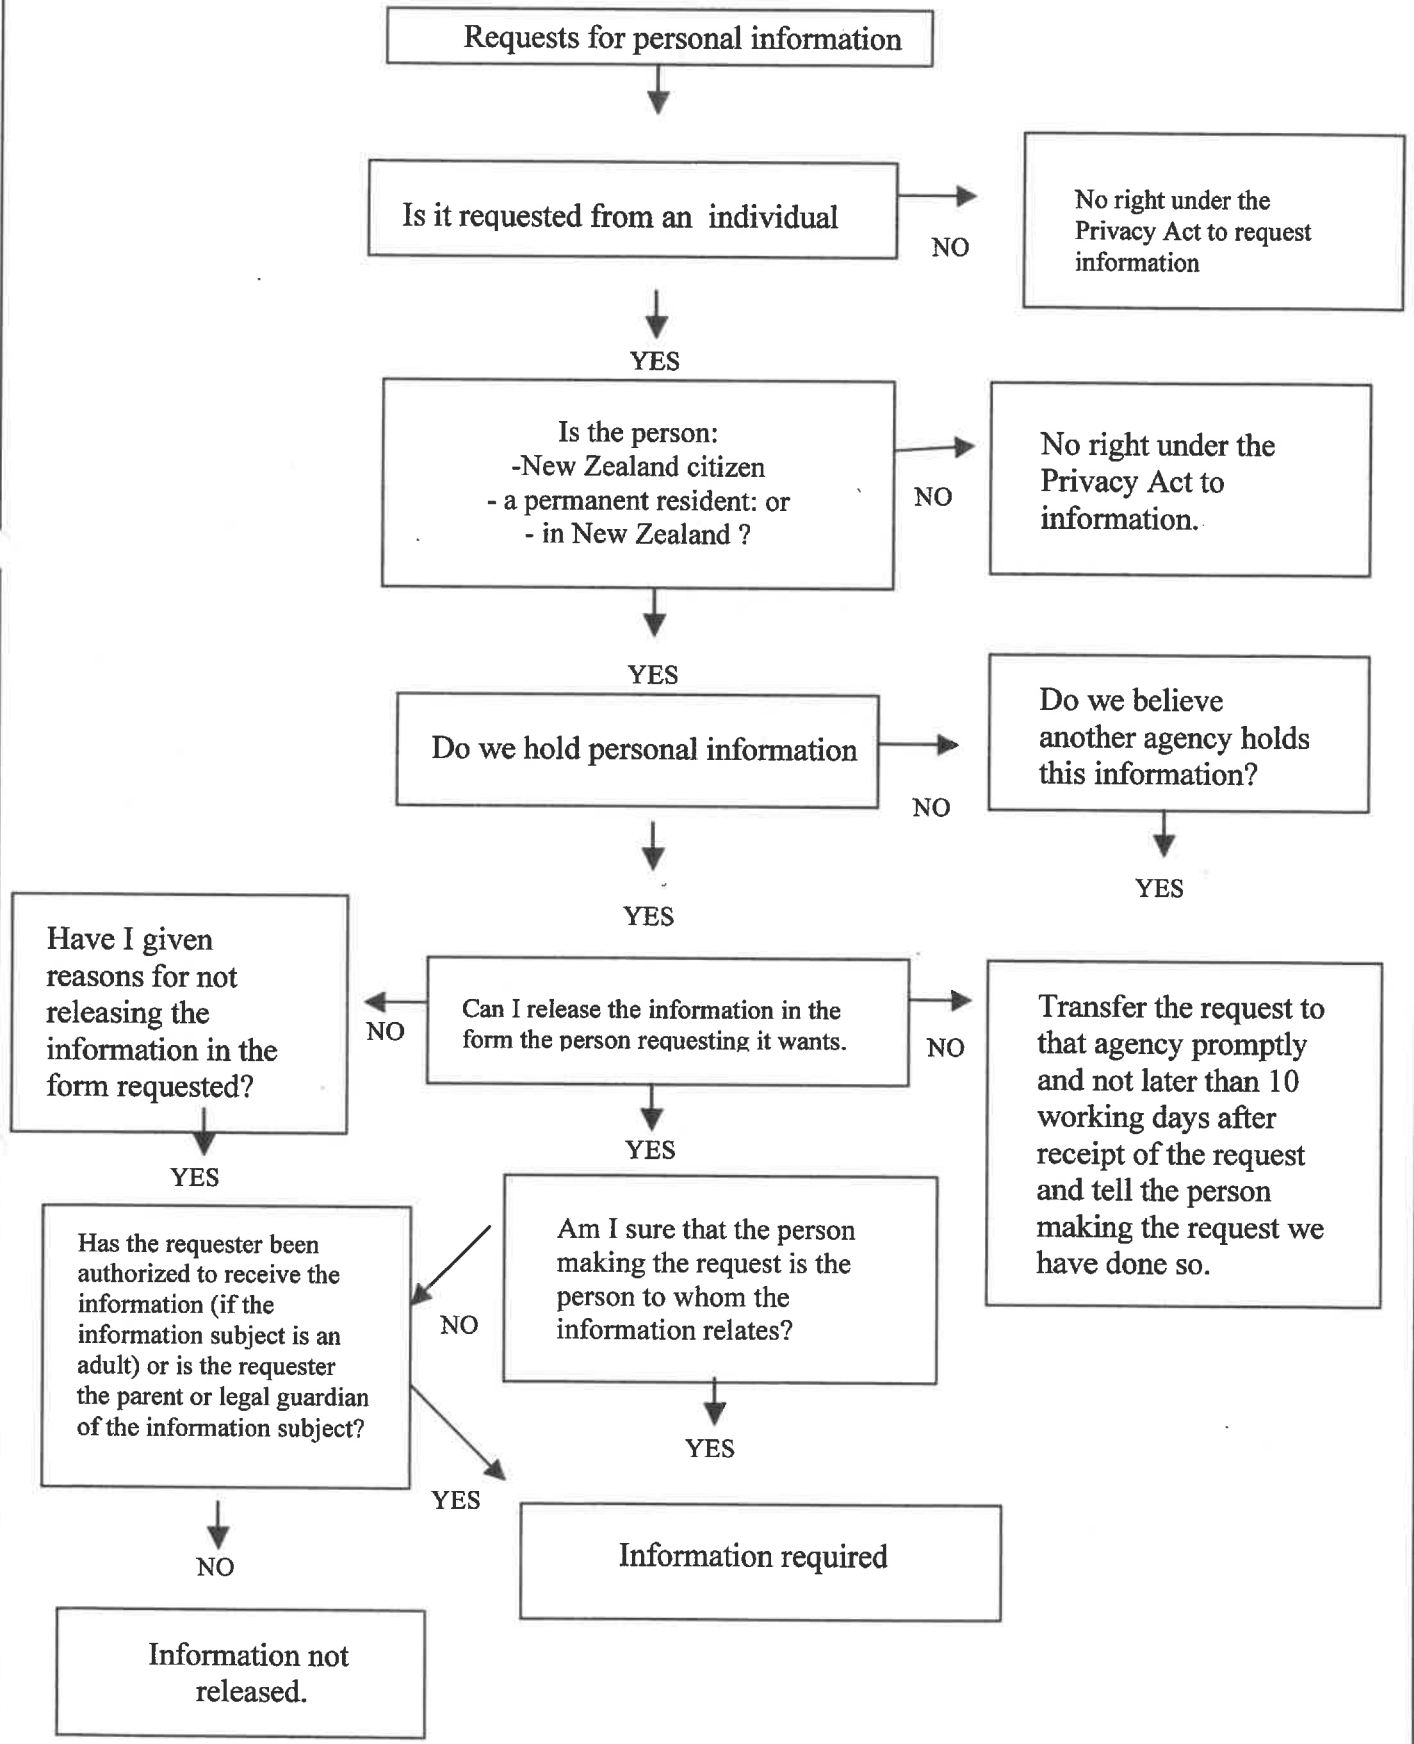 Requests for personal information
Is it requested from an  individual
NO
No right under the
Privacy Act to request
information
YES
Is the person:
-New Zealand citizen
- a permanent resident: or
- in New Zealand ?
NO
No right under the
Privacy Act to
information.
YES
Do we hold personal information
NO
Do we believe
another agency holds
this information?
YES
YES
Have I given
reasons for not
releasing the
information in the
form requested?
NO
Can I release the information in the
form the person requesting it wants.
NO
Transfer the request to
that agency promptly
and not later than 10
working days after
receipt of the request
and tell the person
making the request we
have done so.
YES
YES
Has the requester been
authorized to receive the
information (if the
information subject is an
adult) or is the requester
the parent or legal guardian
of the information subject?
NO
Am I sure that the person
making the request is the
person to whom the
information relates?
YES
YES
Information required
NO
Information not
released.